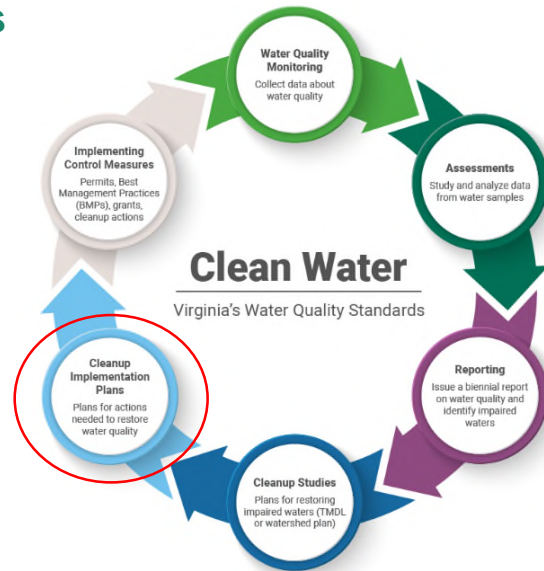 s
Water Quality
Monitoring
Collect data about
water quality
Assessments
Study and analyze data
from water samples
Reporting
Issue a biennial report
on water quality and
identify impaired
waters
Cleanup Studies
Plans for restoring
impaired waters (TMDL
or watershed plan)
Cleanup
Implementation
Plans
Plans for actions
needed to restore
water quality
Implementing
Control Measures
Permits, Best
Management Practices
(BMPs), grants,
cleanup actions
Clean Water
Virginia's Water Quality Standards